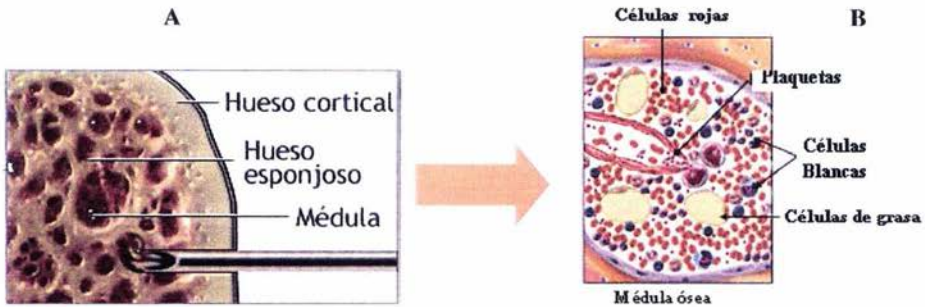 A
Hueso cortical
Hueso
esponjoso
Médula
B
Células rojas
Plaquetas
Células
Blancas
Células de grasa
Médula ósea